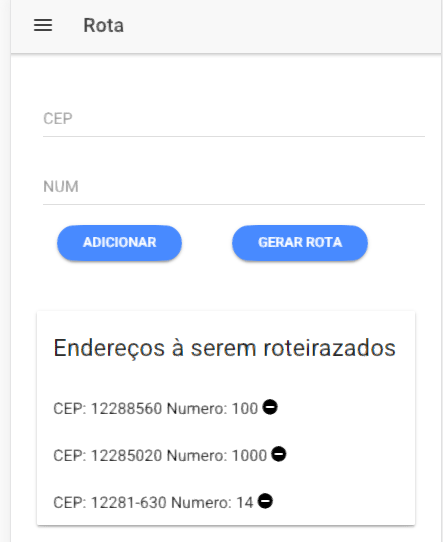 Rota
CEP
NUM
ADICIONAR
GERAR ROTA
Endereços à serem roteirazados
CEP: 12288560 Numero: 100
CEP: 12285020 Numero: 1000
CEP: 12281-630 Numero: 14